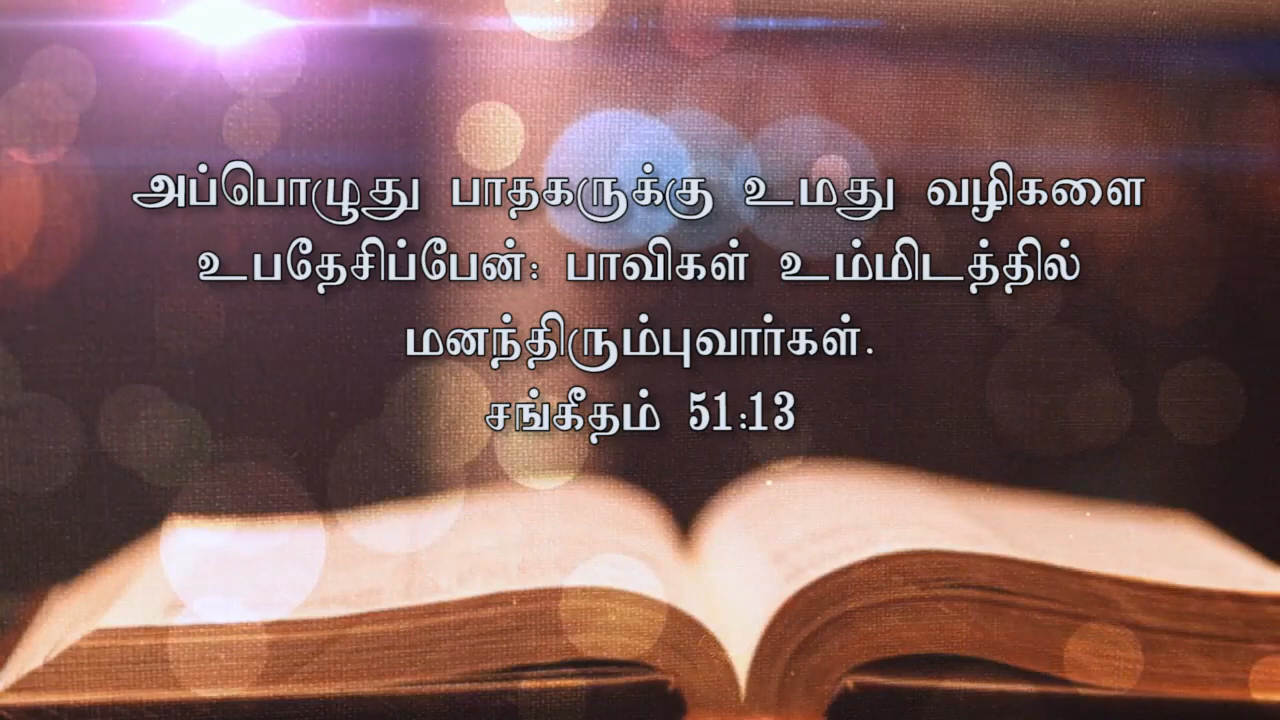 அப்பொழுது பாதகருக்கு உமது வழிகளை
உபதேசிப்பேன்: பாவிகள் உம்மிடத்தில்
மனந்திரும்புவார்கள்.
சங்கீதம் 51:13